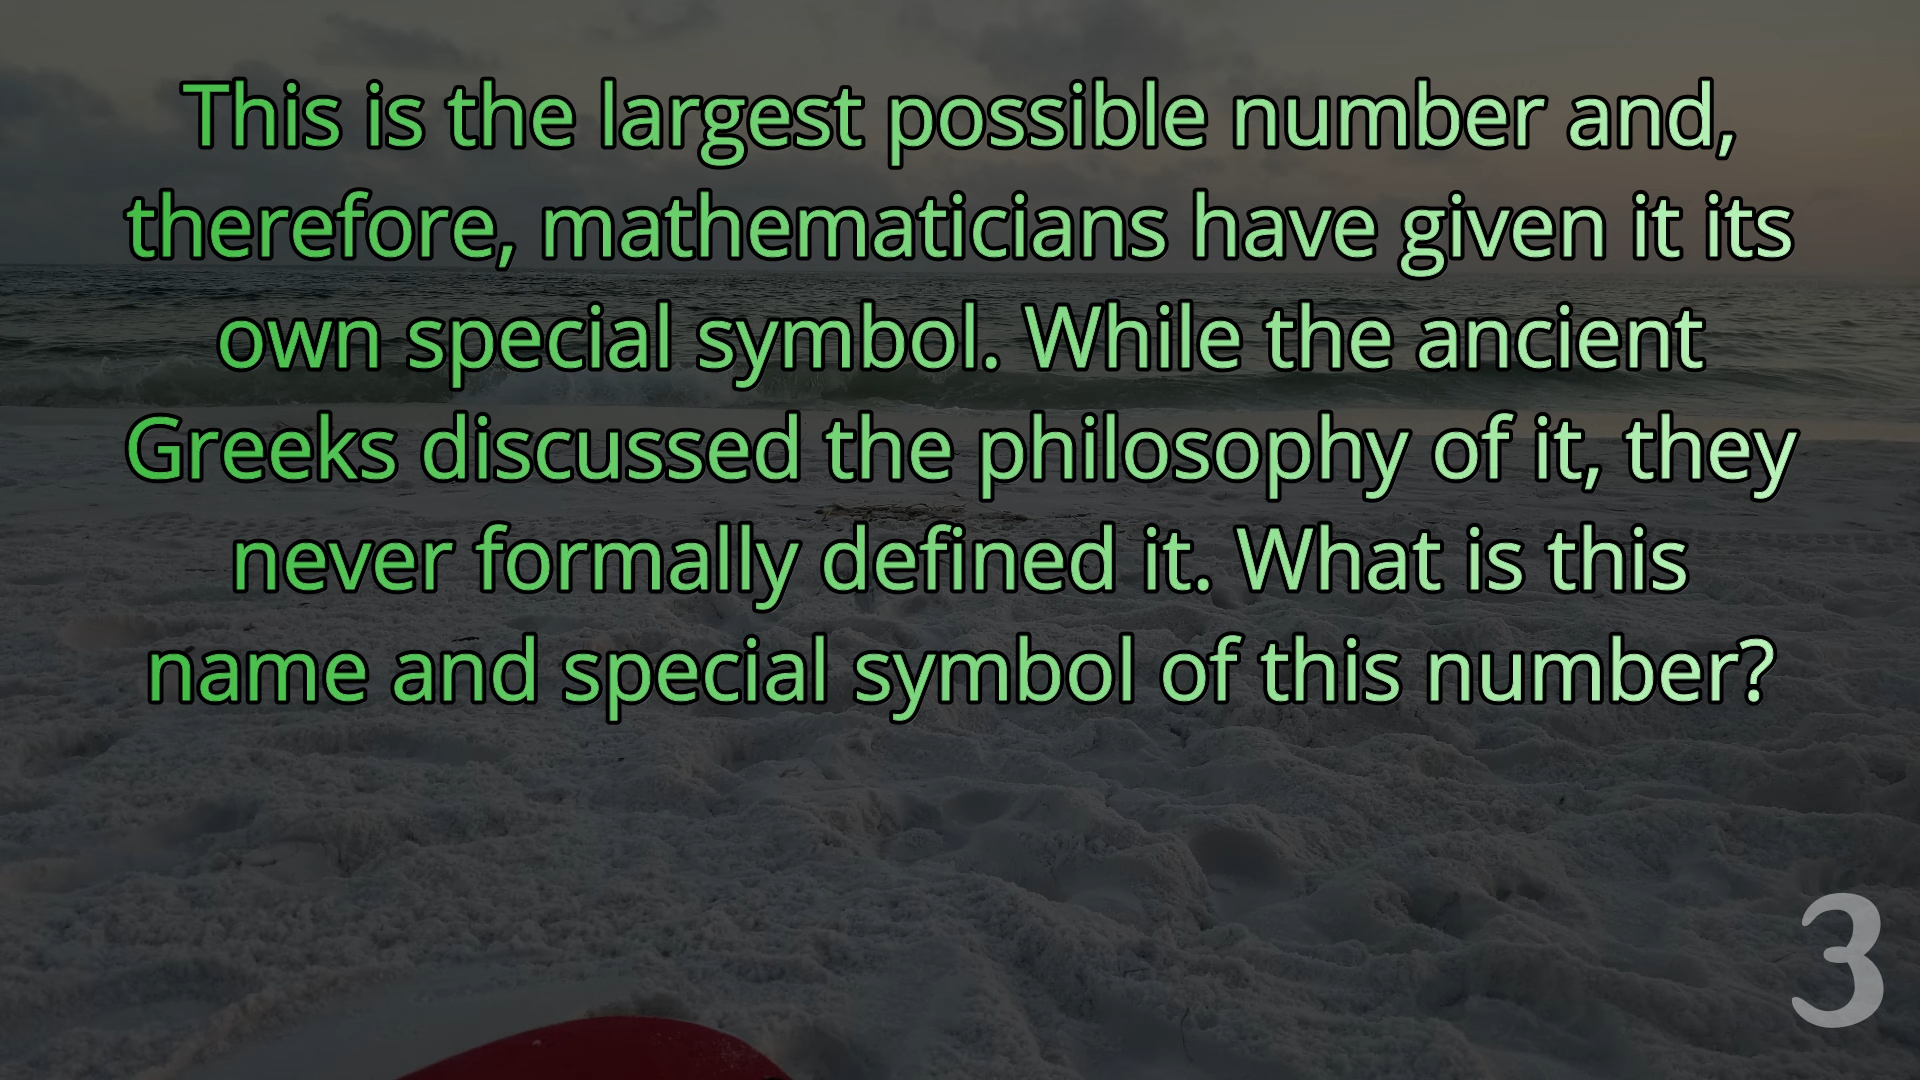 This is the largest possible number and,
therefore, mathematicians have given it its
own special symbol. While the ancient
Greeks discussed the philosophy of it, they
never formally defined it. What is this
name and special symbol of this number?
3